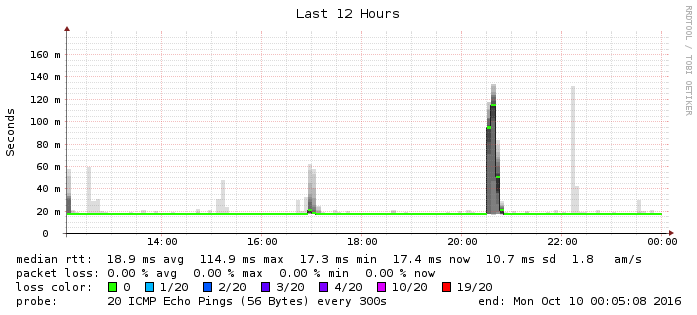 Last 12 Hours
RRDTOOL / TOBI OETIKER
Seconds
160 m
140 m
120 m
100 m
80 m
60 m
40 m
20 m
0
14:00 16:00 18:00 20:00 22:00 00:00
median rtt: 18.9 ms avg 114.9 ms max 17.3 ms min 17.4 ms now 10.7 ms sd 1.8 am/s
packet loss: 0.00 % avg 0.00 % max 0.00 % min 0.00 % now
loss color: 0 1/20 2/20 3/20 4/20 10/20 19/20
probe: 20 ICMP Echo Pings (56 Bytes) every 300s end: Mon Oct 10 00:05:08 2016